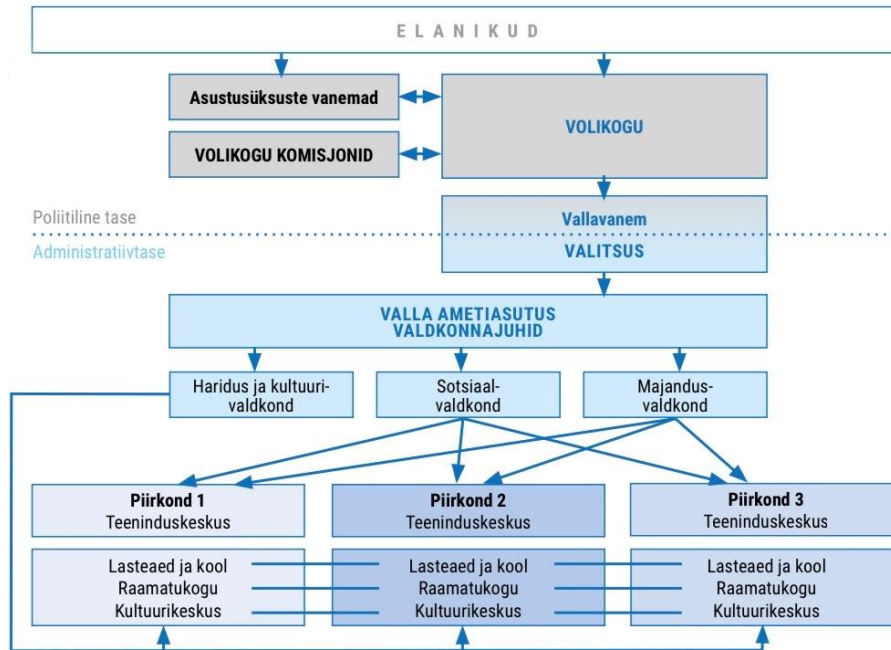 ELANIKUD
Asustusüksuste vanemad
VOLIKOGU
VOLIKOGU KOMISJONID
Poliitiline tase
Vallavanem
Administratiivtase
VALITSUS
VALLA AMETIASUTUS
VALDKONNAJUHID
Haridus ja kultuuri-
valdkond
Sotsiaal-
valdkond
Majandus-
valdkond
Piirkond 1
Teeninduskeskus
Piirkond 2
Teeninduskeskus
Piirkond 3
Teeninduskeskus
Lasteaed ja kool
Raamatukogu
Kultuurikeskus
Lasteaed ja kool
Raamatukogu
Kultuurikeskus
Lasteaed ja kool
Raamatukogu
Kultuurikeskus